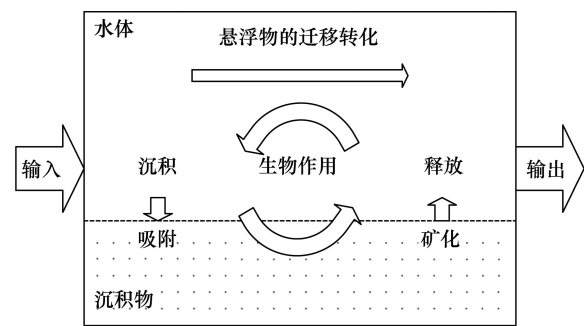 水体
悬浮物的迁移转化
输入
沉积
生物作用
释放
输出
吸附
矿化
沉积物